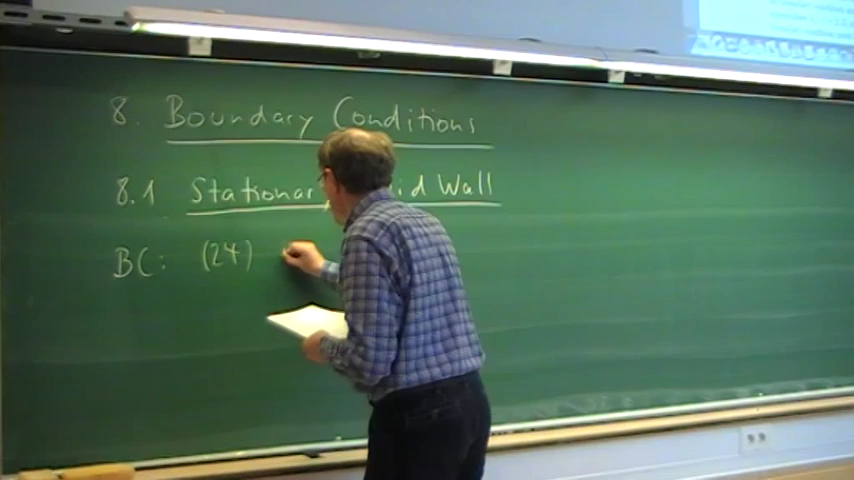 8. Boundary Conditions
8.1 Stationar id Wall
BC: (24)